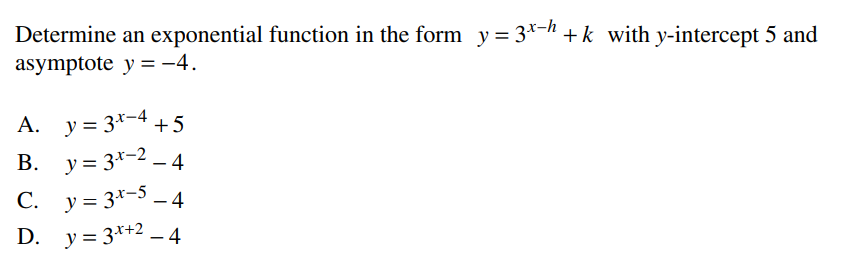 Determine an exponential function in the form y = 3^{x−h} + k with y-intercept 5 and
asymptote y = −4.
A. y = 3^{x−4} + 5
B. y = 3^{x−2} − 4
C. y = 3^{x−5} − 4
D. y = 3^{x+2} − 4